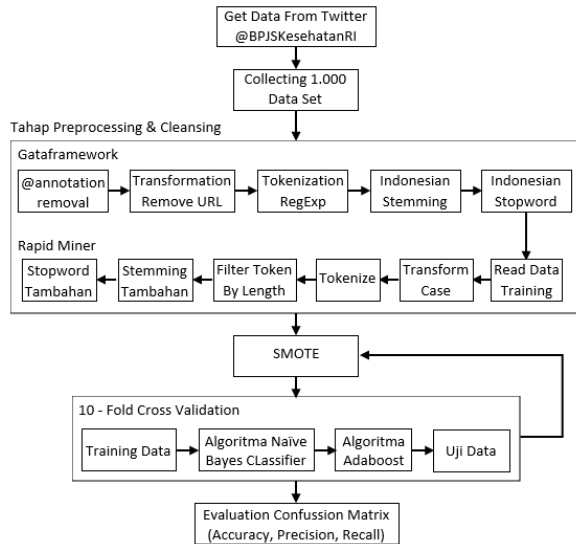 Get Data From Twitter
@BPJSKesehatanRI
Collecting 1.000
Data Set
Tahap Preprocessing & Cleansing
Gataframework
@annotation
removal
Transformation
Remove URL
Tokenization
RegExp
Indonesian
Stemming
Indonesian
Stopword
Rapid Miner
Stopword
Tambahan
Stemming
Tambahan
Filter Token
By Length
Tokenize
Transform
Case
Read Data
Training
SMOTE
10 - Fold Cross Validation
Training Data
Algoritma Naïve
Bayes CLassifier
Algoritma
Adaboost
Uji Data
Evaluation Confussion Matrix
(Accuracy, Precision, Recall)